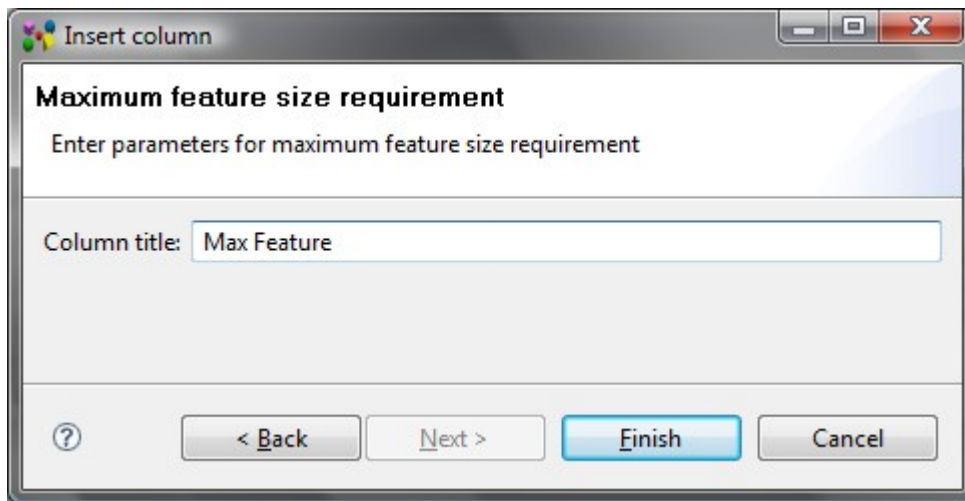 Insert column
Maximum feature size requirement
Enter parameters for maximum feature size requirement
Column title: Max Feature
? < Back Next > Finish Cancel